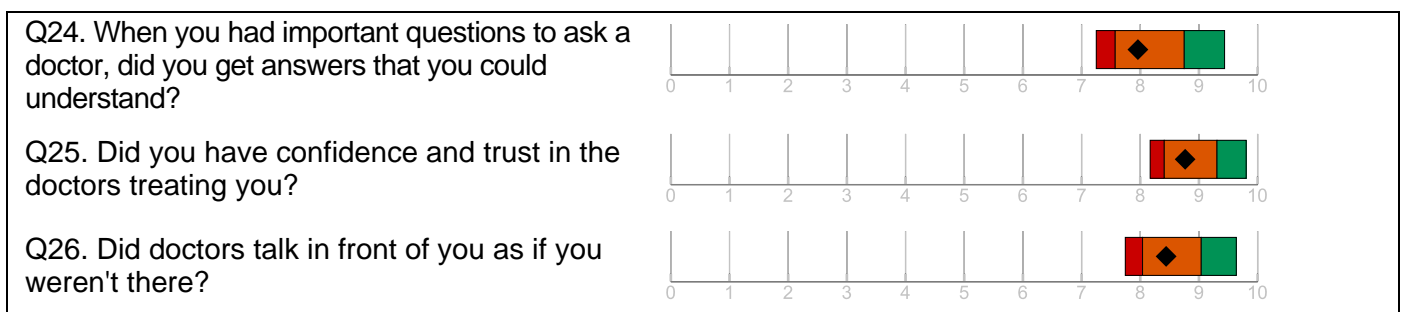 Q24. When you had important questions to ask a
doctor, did you get answers that you could
understand?
0 1 2 3 4 5 6 7 8 9 10
Q25. Did you have confidence and trust in the
doctors treating you?
0 1 2 3 4 5 6 7 8 9 10
Q26. Did doctors talk in front of you as if you
weren't there?
0 1 2 3 4 5 6 7 8 9 10